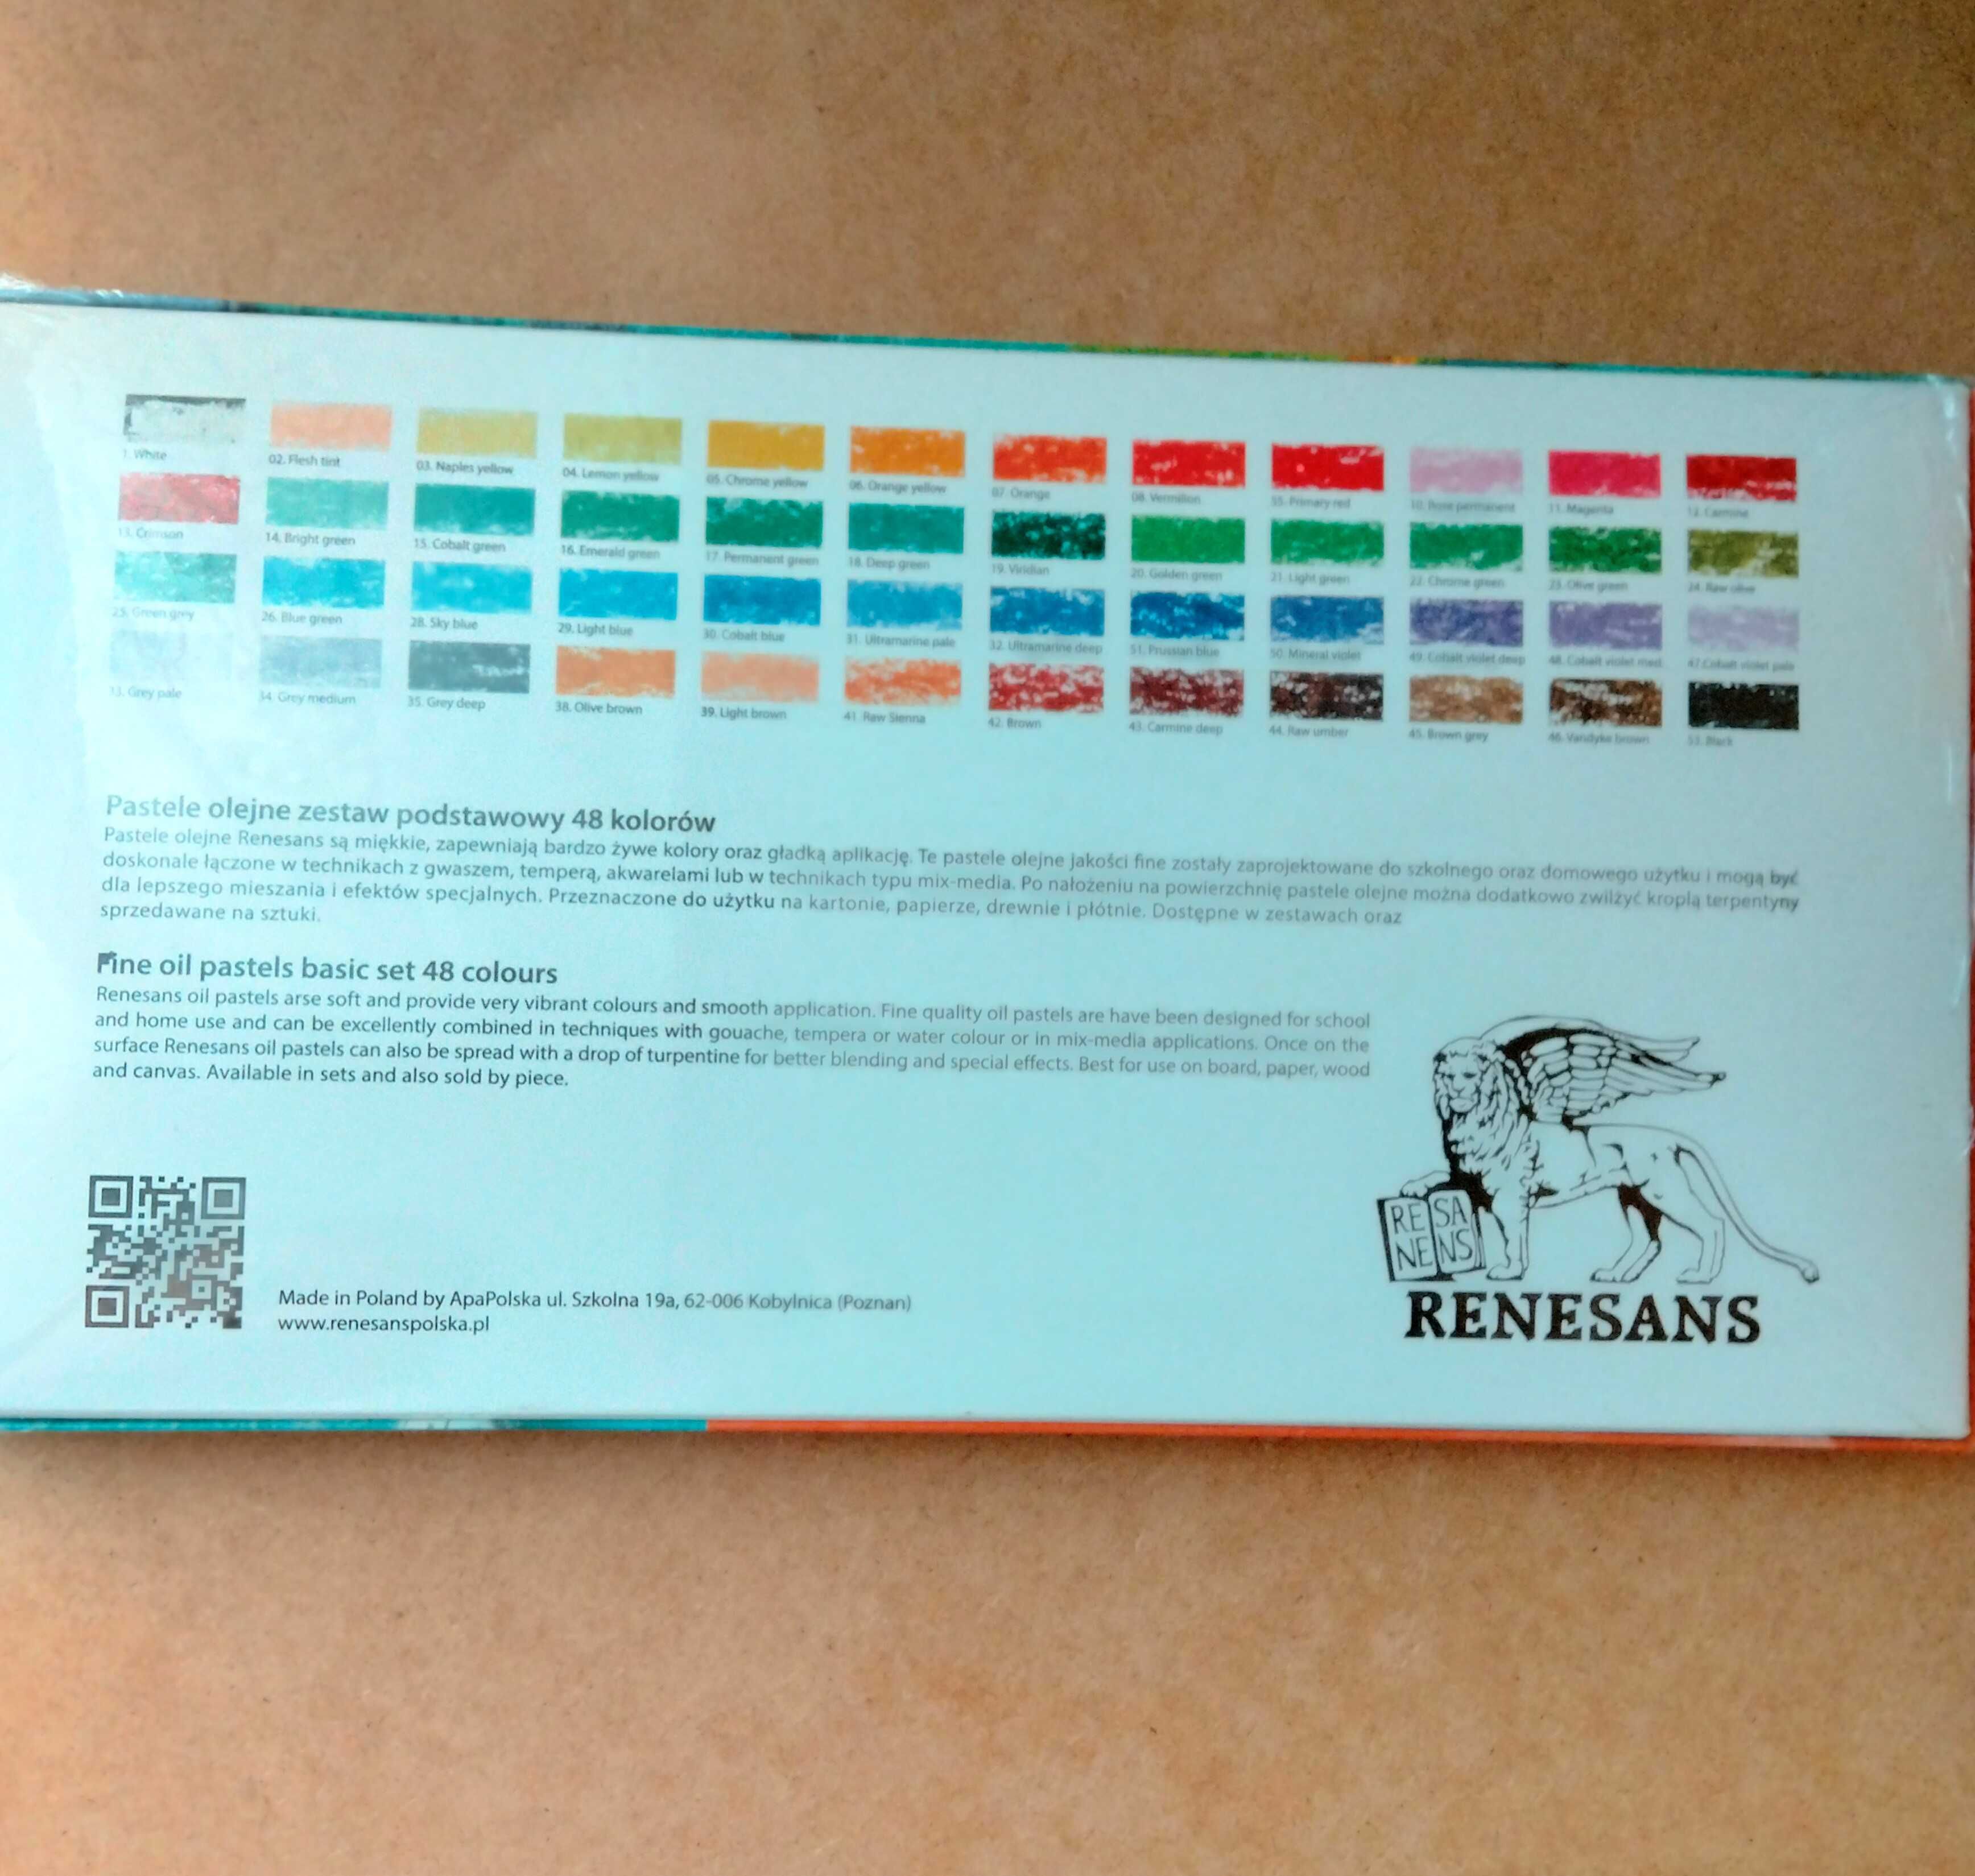 1. White 02. Flesh tint 03. Naples yellow 04. Lemon yellow 05. Chrome yellow 06. Orange yellow 07. Orange 08. Vermilion 55. Primary red 10. Rose permanent 11. Magenta 12. Carmine
13. Crimson 14. Bright green 15. Cobalt green 16. Emerald green 17. Permanent green 18. Deep green 19. Viridian 20. Golden green 21. Light green 22. Chrome green 23. Olive green 24. Raw olive
25. Green grey 26. Blue green 28. Sky blue 29. Light blue 30. Cobalt blue 31. Ultramarine pale 32. Ultramarine deep 51. Prussian blue 50. Mineral violet 49. Cobalt violet deep 48. Cobalt violet med. 47. Cobalt violet pale
Grey pale 34. Grey medium 35. Grey deep 38. Olive brown 39. Light brown 41. Raw Sienna 42. Brown 43. Carmine deep 44. Raw umber 45. Brown grey 46. Vandyke brown 53. Black
Pastele olejne zestaw podstawowy 48 kolorów
Pastele olejne Renesans są miękkie, zapewniają bardzo żywe kolory oraz gładką aplikację. Te pastele olejne jakości fine zostały zaprojektowane do szkolnego oraz domowego użytku i mogą być
doskonale łączone w technikach z gwaszem, temperą, akwarelami lub w technikach typu mix-media. Po nałożeniu na powierzchnię pastele olejne można dodatkowo zwilżyć kroplą terpentyny
dla lepszego mieszania i efektów specjalnych. Przeznaczone do użytku na kartonie, papierze, drewnie i płótnie. Dostępne w zestawach oraz
sprzedawane na sztuki.
Fine oil pastels basic set 48 colours
Renesans oil pastels arse soft and provide very vibrant colours and smooth application. Fine quality oil pastels are have been designed for school
and home use and can be excellently combined in techniques with gouache, tempera or water colour or in mix-media applications. Once on the
surface Renesans oil pastels can also be spread with a drop of turpentine for better blending and special effects. Best for use on board, paper, wood
and canvas. Available in sets and also sold by piece.
RE SA
NE NS
RENESANS
Made in Poland by ApaPolska ul. Szkolna 19a, 62-006 Kobylnica (Poznan)
www.renesanspolska.pl